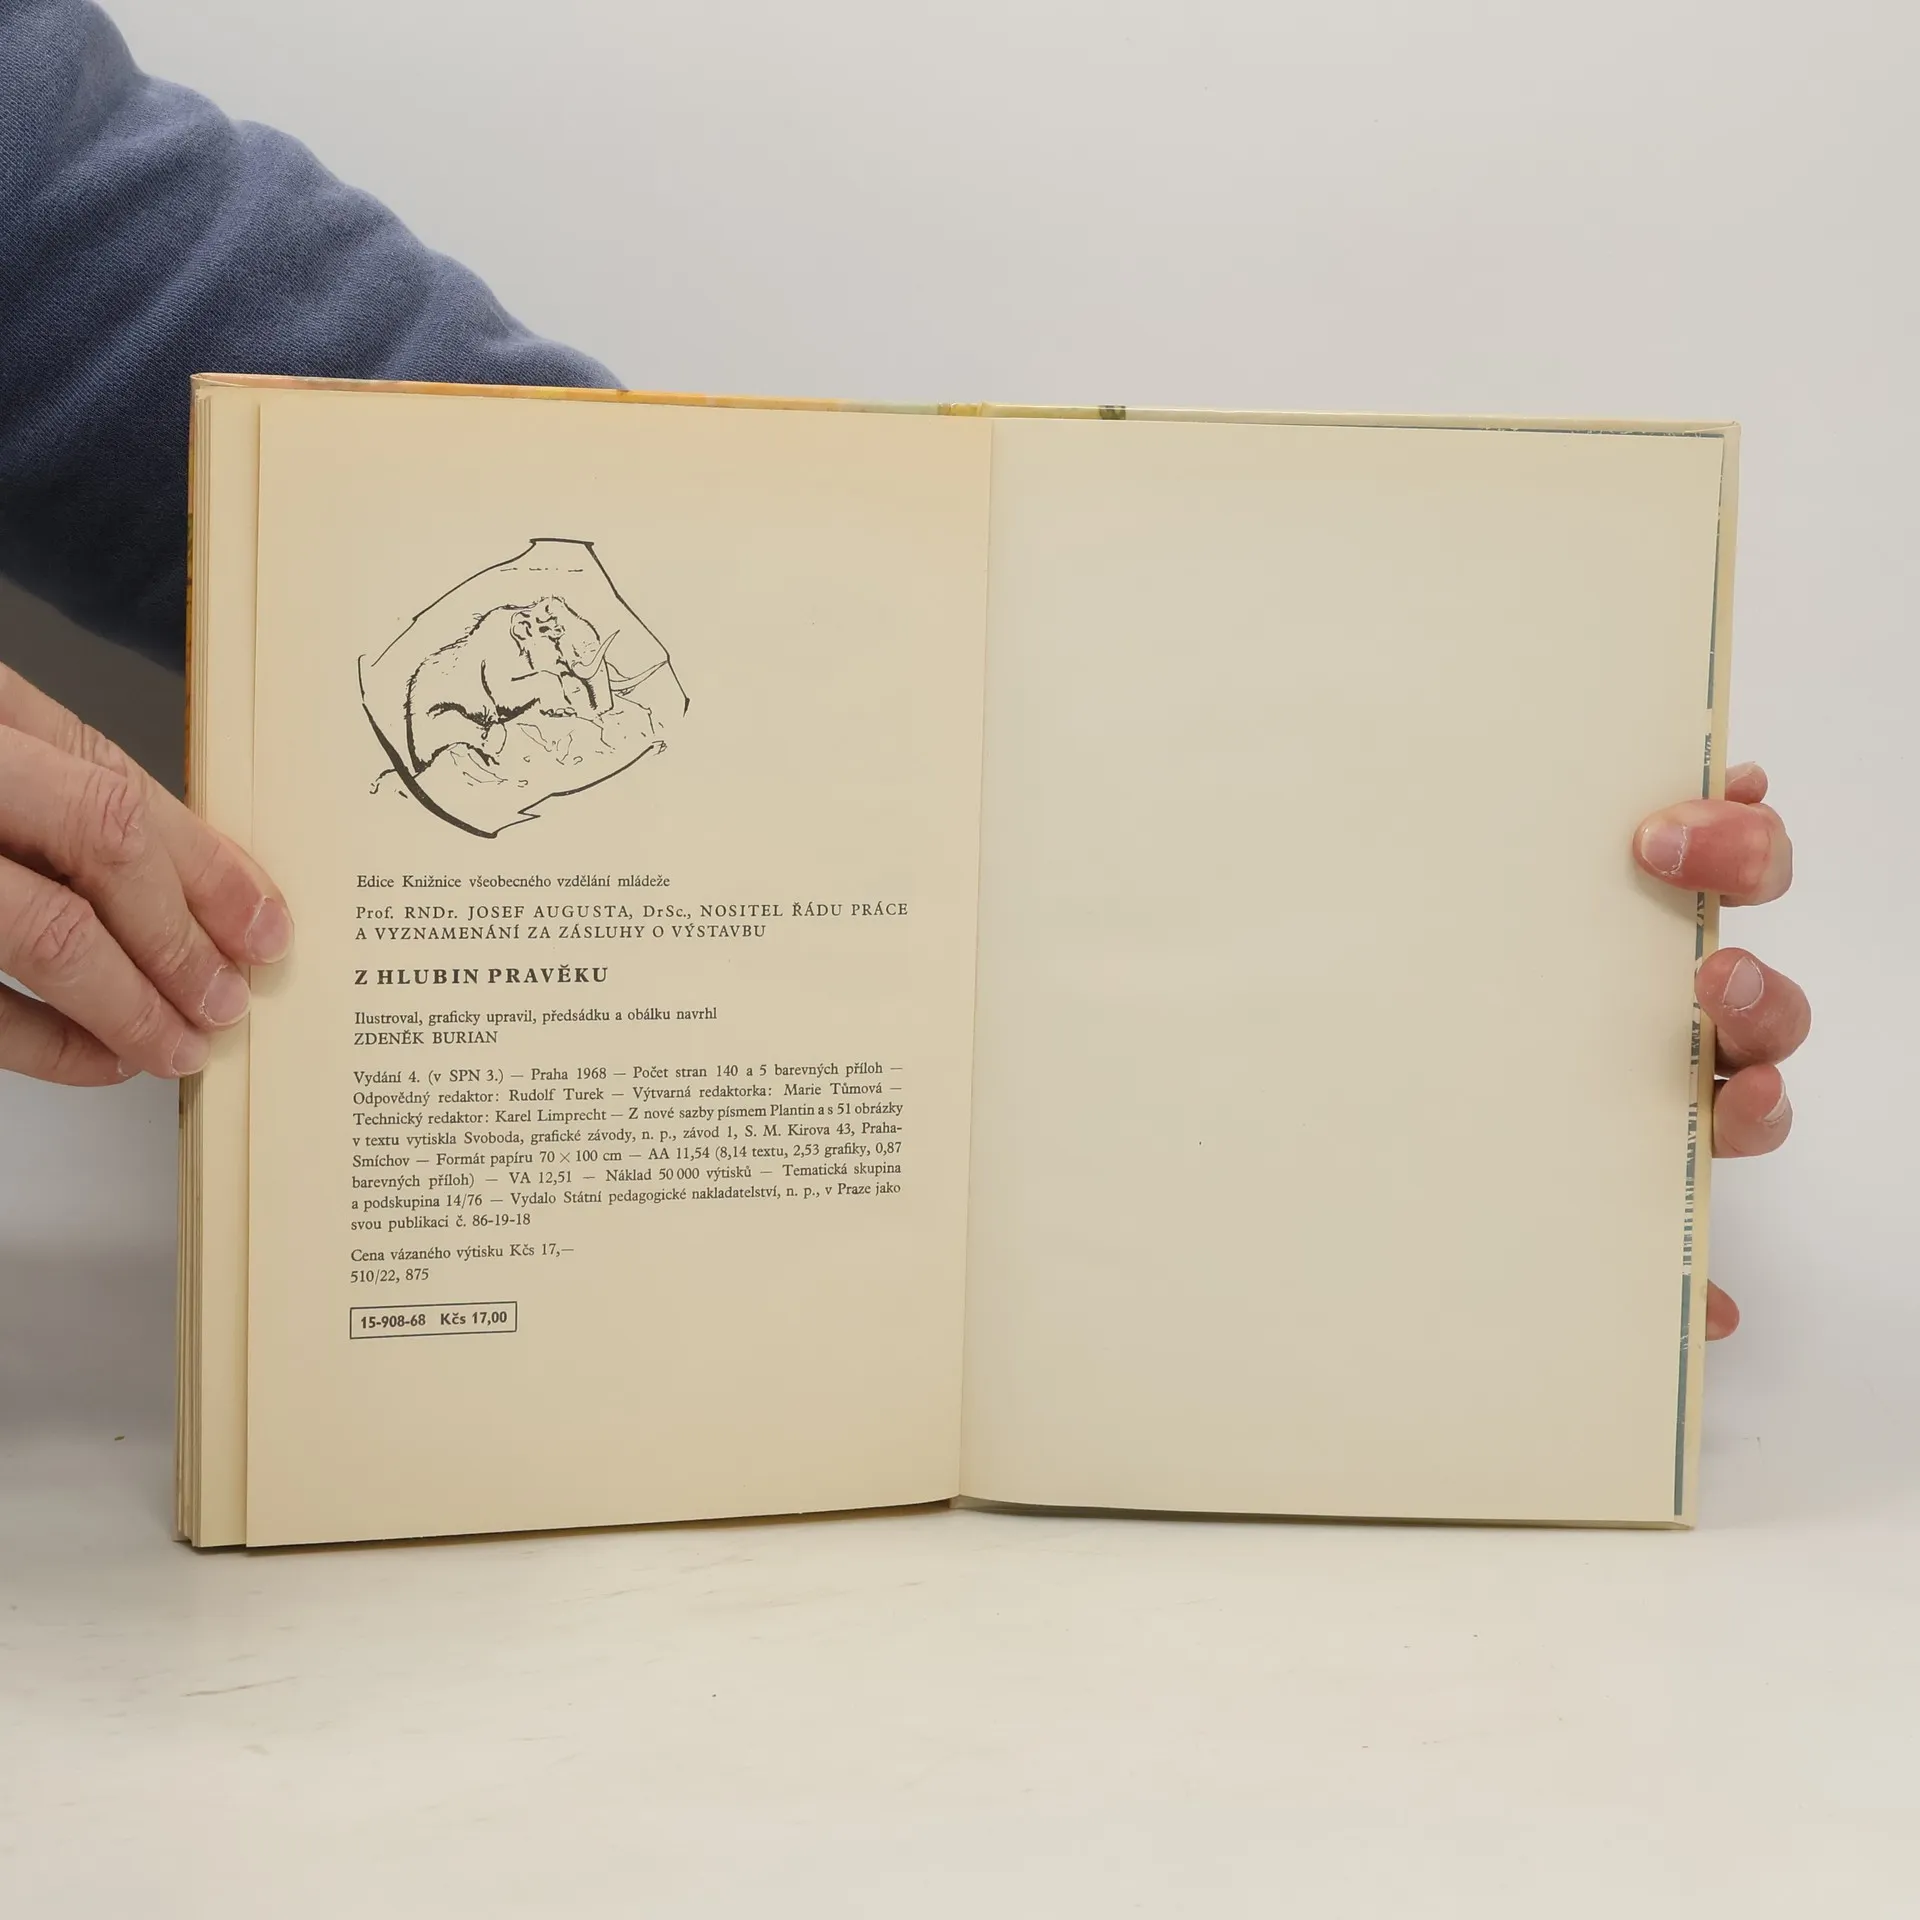 Edice Knižnice všeobecného vzdělání mládeže
Prof. RNDr. JOSEF AUGUSTA, DrSc., NOSITEL ŘÁDU PRÁCE
A VYZNAMENÁNÍ ZA ZÁSLUHY O VÝSTAVBU
Z HLUBIN PRAVĚKU
Ilustroval, graficky upravil, předsádku a obálku navrhl
ZDENĚK BURIAN
Vydání 4. (v SPN 3.) — Praha 1968 — Počet stran 140 a 5 barevných příloh —
Odpovědný redaktor: Rudolf Turek — Výtvarná redaktorka: Marie Tůmová —
Technický redaktor: Karel Limprecht — Z nové sazby písmem Plantin a s 51 obrázky
v textu vytiskla Svoboda, grafické závody, n. p., závod 1, S. M. Kirova 43, Praha-
Smíchov — Formát papíru 70 × 100 cm — AA 11,54 (8,14 textu, 2,53 grafiky, 0,87
barevných příloh) — VA 12,51 — Náklad 50 000 výtisků — Tematická skupina
a podskupina 14/76 — Vydalo Státní pedagogické nakladatelství, n. p., v Praze jako
svou publikaci č. 86-19-18
Cena vázaného výtisku Kčs 17,—
510/22, 875
15-908-68 Kčs 17,00